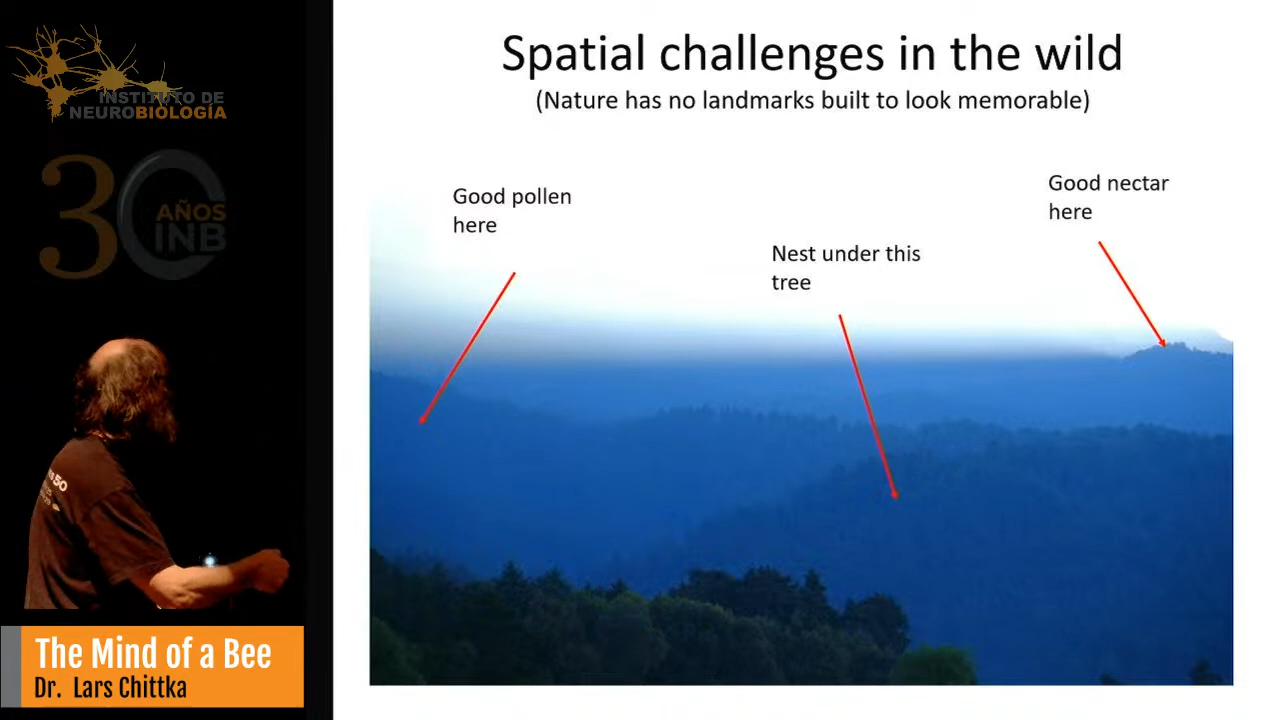 INSTITUTO DE
NEUROBIOLOGÍA
30
AÑOS
INB
Spatial challenges in the wild
(Nature has no landmarks built to look memorable)
Good pollen
here
Nest under this
tree
Good nectar
here
50
The Mind of a Bee
Dr. Lars Chittka